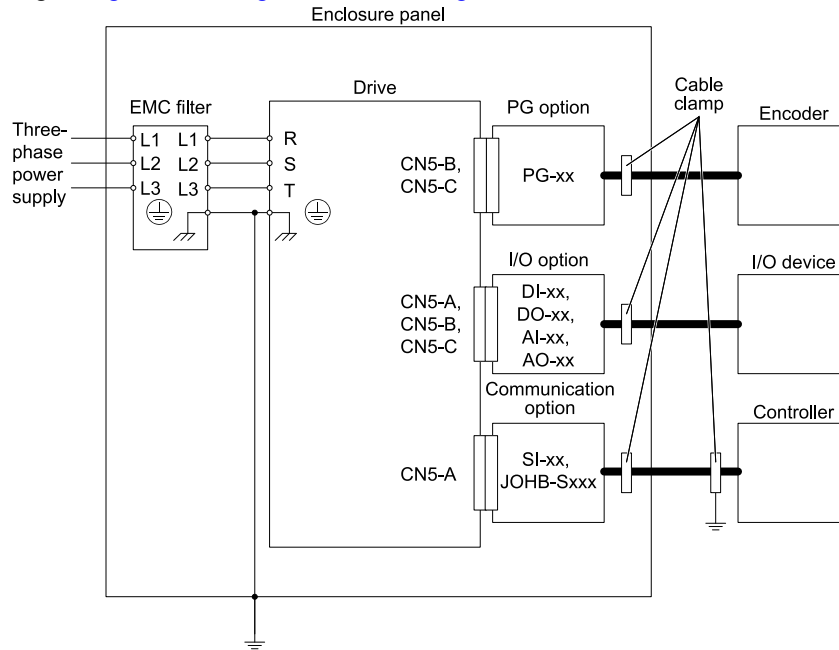 Enclosure panel
Drive
EMC filter
PG option
Cable
clamp
Encoder
Three-
phase
power
supply
L1 L1
R
L2 L2
S
L3 L3
T
CN5-B,
CN5-C
PG-xx
I/O option
I/O device
CN5-A,
CN5-B,
CN5-C
DI-xx,
DO-xx,
AI-xx,
AO-xx
Communication
option
Controller
CN5-A
SI-xx,
JOHB-Sxxx